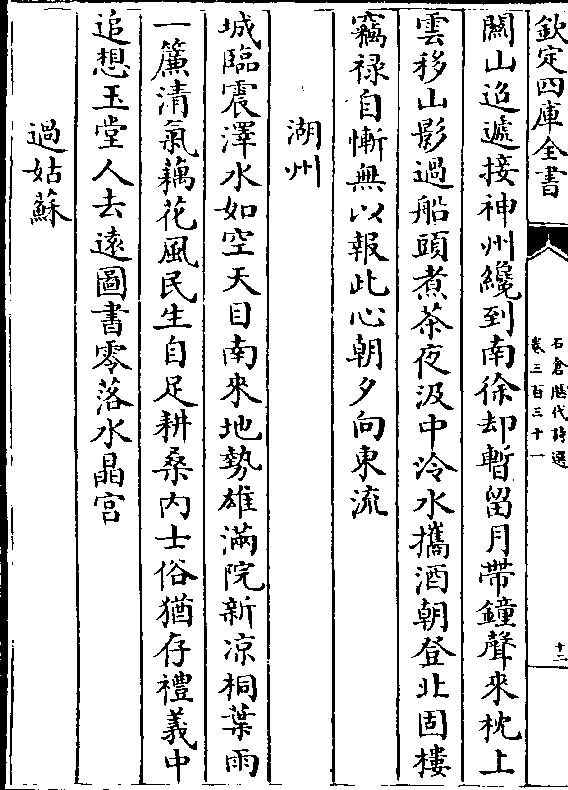 欽定四庫全書
石倉歷代詩選
卷三百三十一
十二
關山迢遞接神州纔到南徐却暫留月帶鐘聲來枕上
雲移山影過船頭煮茶夜汲中泠水攜酒朝登北固樓
竊禄自慚無以報此心朝夕向東流
湖州
城臨震澤水如空天目南來地勢雄滿院新凉桐葉雨
一簾清氣藕花風民生自足耕桑内士俗猶存禮義中
追想玉堂人去遠圖書零落水晶宫
過姑蘇